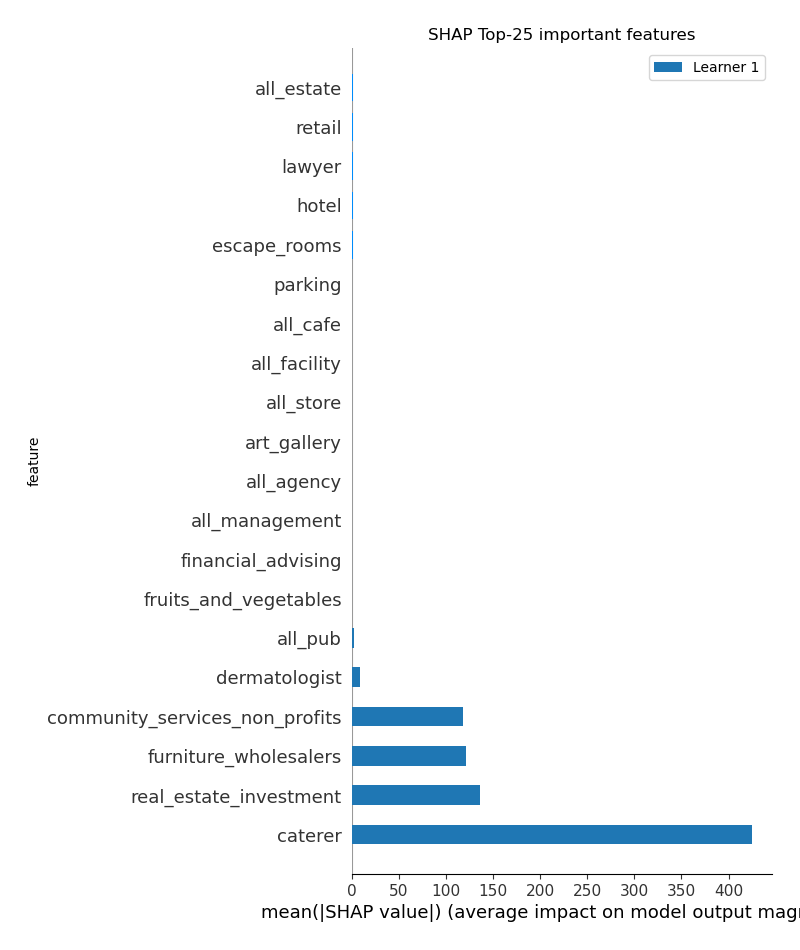 SHAP Top-25 important features
Learner 1
all_estate
retail
lawyer
hotel
escape_rooms
parking
all_cafe
all_facility
all_store
art_gallery
all_agency
all_management
financial_advising
fruits_and_vegetables
all_pub
dermatologist
community_services_non_profits
furniture_wholesalers
real_estate_investment
caterer
feature
0 50 100 150 200 250 300 350 400
mean(|SHAP value|) (average impact on model output magn